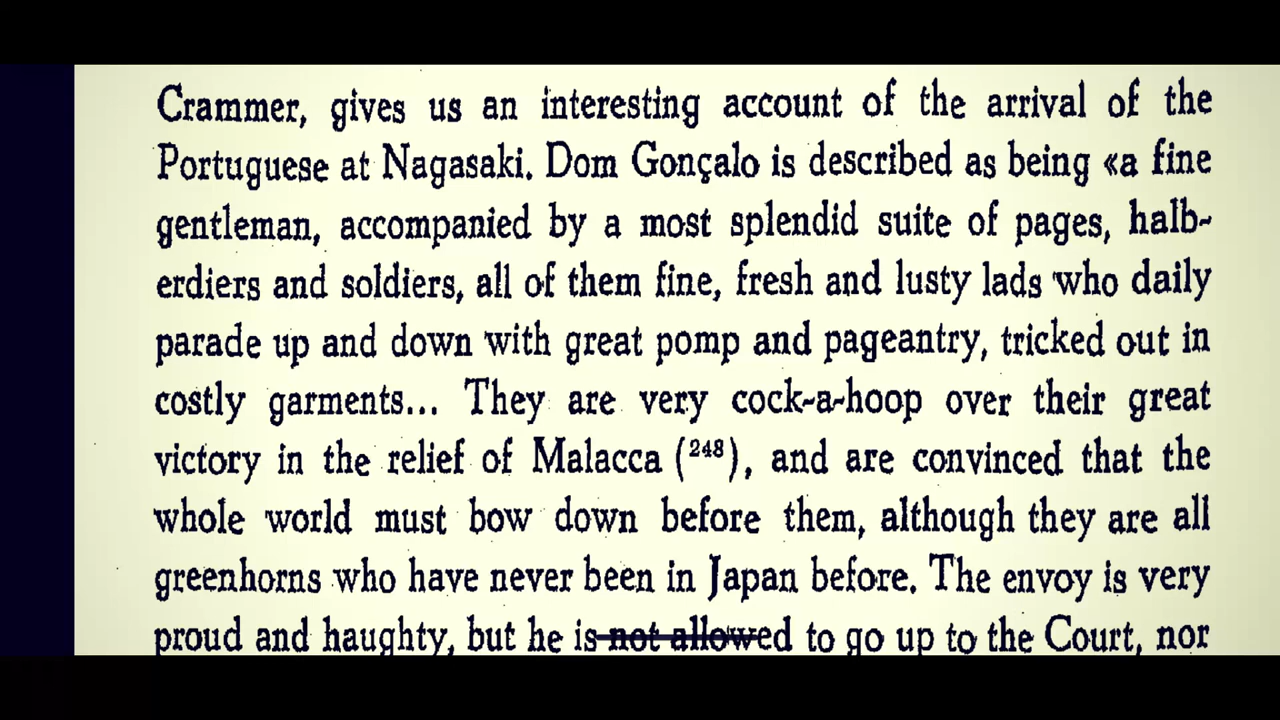 Crammer, gives us an interesting account of the arrival of the
Portuguese at Nagasaki. Dom Gonçalo is described as being «a fine
gentleman, accompanied by a most splendid suite of pages, halb-
erdiers and soldiers, all of them fine, fresh and lusty lads who daily
parade up and down with great pomp and pageantry, tricked out in
costly garments... They are very cock-a-hoop over their great
victory in the relief of Malacca (248), and are convinced that the
whole world must bow down before them, although they are all
greenhorns who have never been in Japan before. The envoy is very
proud and haughty, but he is not allowed to go up to the Court, nor